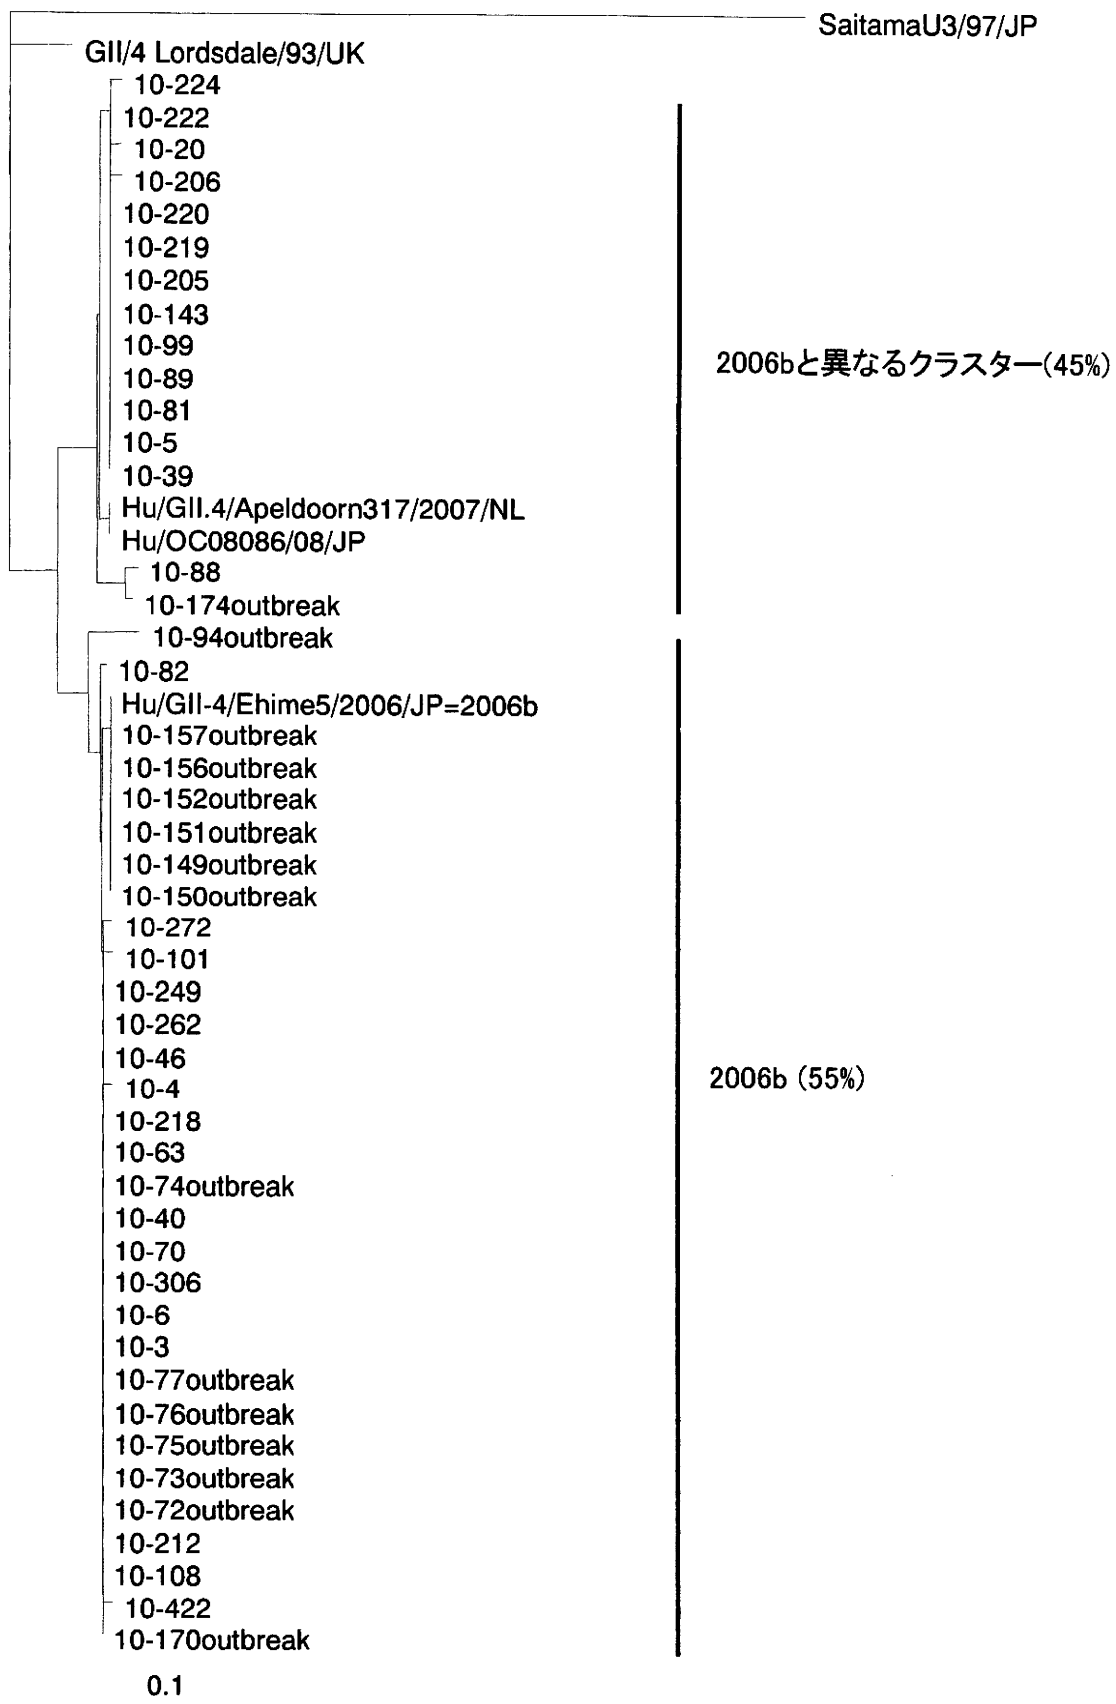 SaitamaU3/97/JP
GII/4 Lordsdale/93/UK
10-224
10-222
10-20
10-206
10-220
10-219
10-205
10-143
10-99
2006bと異なるクラスター(45%)
10-89
10-81
10-5
10-39
Hu/GII.4/Apeldoorn317/2007/NL
Hu/OC08086/08/JP
10-88
10-174outbreak
10-94outbreak
10-82
Hu/GII-4/Ehime5/2006/JP=2006b
10-157outbreak
10-156outbreak
10-152outbreak
10-151outbreak
10-149outbreak
10-150outbreak
10-272
10-101
10-249
10-262
10-46
2006b (55%)
10-4
10-218
10-63
10-74outbreak
10-40
10-70
10-306
10-6
10-3
10-77outbreak
10-76outbreak
10-75outbreak
10-73outbreak
10-72outbreak
10-212
10-108
10-422
10-170outbreak
0.1